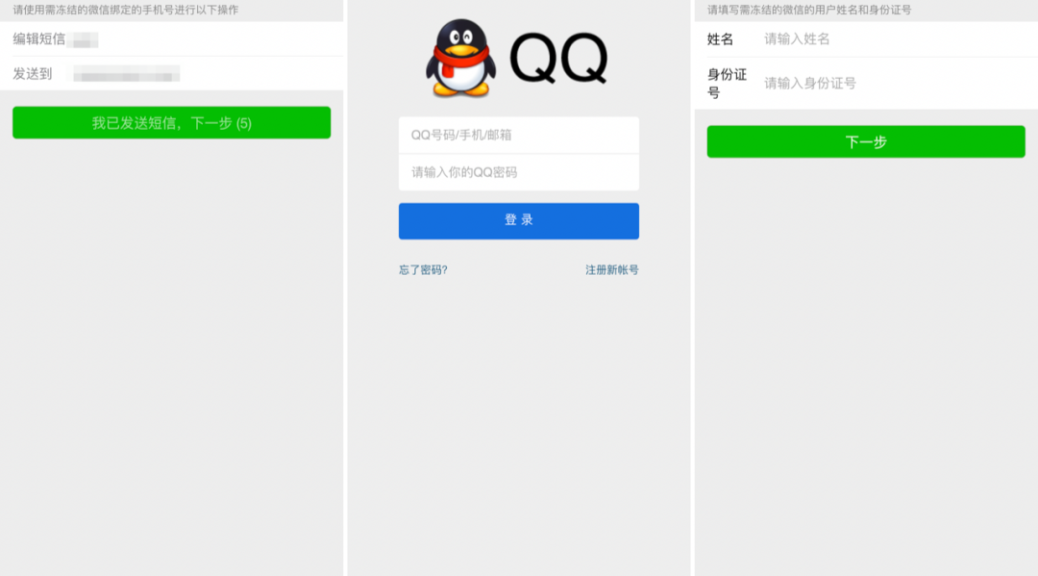 请使用需冻结的微信绑定的手机号进行以下操作
编辑短信
发送到
我已发送短信，下一步 (5)
QQ
QQ号码/手机/邮箱
请输入你的QQ密码
登 录
忘了密码?
注册新帐号
请填写需冻结的微信的用户姓名和身份证号
姓名
请输入姓名
身份证
号
请输入身份证号
下一步